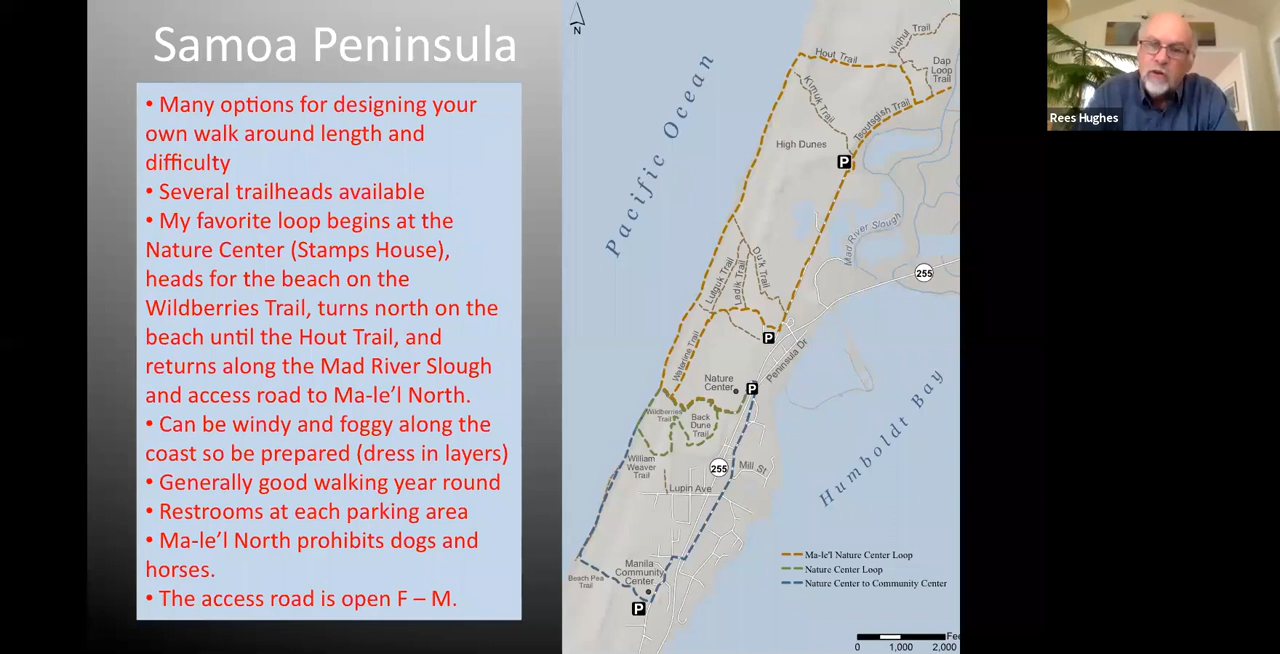 Samoa Peninsula
• Many options for designing your
own walk around length and
difficulty
• Several trailheads available
• My favorite loop begins at the
Nature Center (Stamps House),
heads for the beach on the
Wildberries Trail, turns north on the
beach until the Hout Trail, and
returns along the Mad River Slough
and access road to Ma-le'l North.
• Can be windy and foggy along the
coast so be prepared (dress in layers)
• Generally good walking year round
• Restrooms at each parking area
• Ma-le'l North prohibits dogs and
horses.
• The access road is open F – M.
N
Pacific Ocean
Hout Trail
Viqhul Trail
Dap
Loop
Trail
Kimuk Trail
Tsoutsgish Trail
High Dunes
P
Mad River Slough
255
Lutguk Trail
Ladik Trail
Du'k Trail
P
Peninsula Dr
Waterline Trail
Nature
Center
P
Wildberries
Trail
Back
Dune
Trail
William
Weaver
Trail
255
Mill St
Lupin Ave
Humboldt Bay
Manila
Community
Center
Beach Pea
Trail
P
Ma-le'l Nature Center Loop
Nature Center Loop
Nature Center to Community Center
Fee
0 1,000 2,000
Rees Hughes